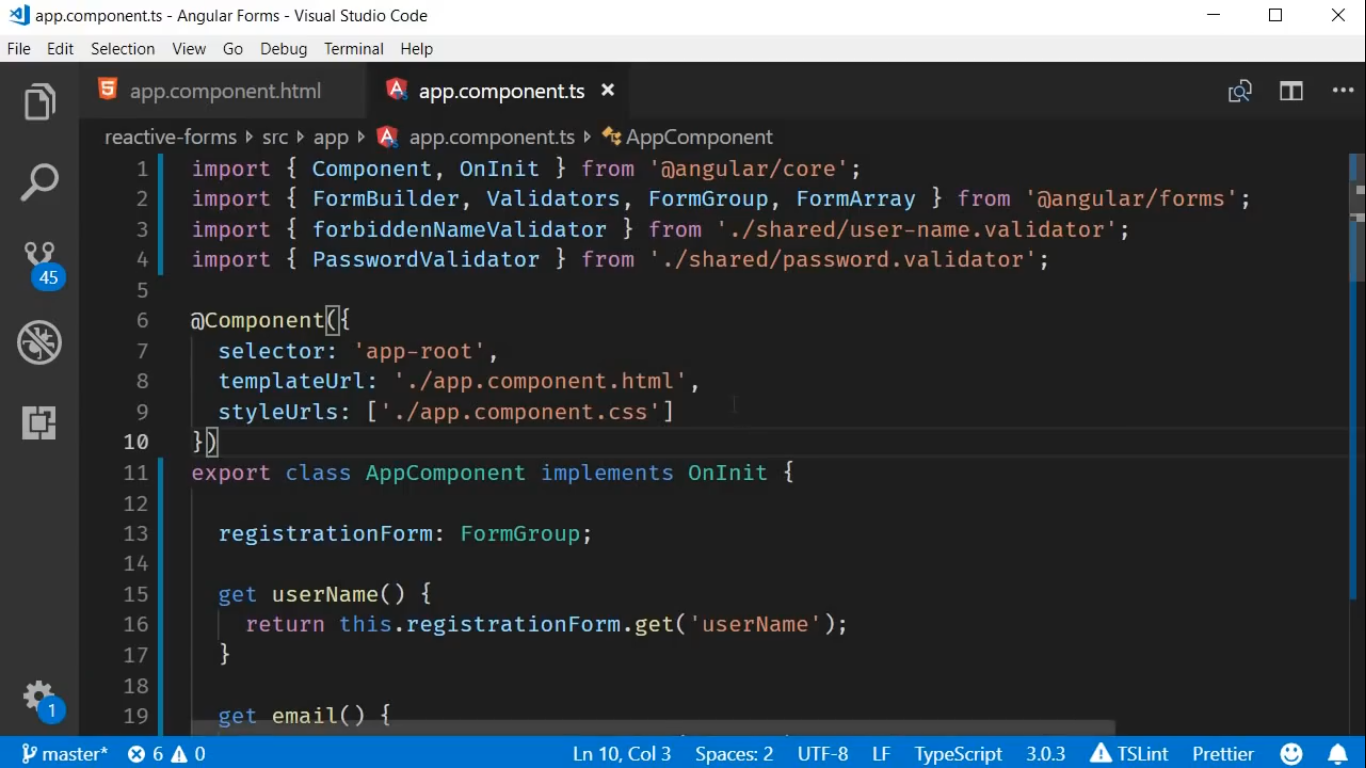 app.component.ts - Angular Forms - Visual Studio Code
File Edit Selection View Go Debug Terminal Help
app.component.html app.component.ts
reactive-forms src app app.component.ts AppComponent
1 import { Component, OnInit } from '@angular/core';
2 import { FormBuilder, Validators, FormGroup, FormArray } from '@angular/forms';
3 import { forbiddenNameValidator } from './shared/user-name.validator';
4 import { PasswordValidator } from './shared/password.validator';
5
6 @Component({
7 selector: 'app-root',
8 templateUrl: './app.component.html',
9 styleUrls: ['./app.component.css']
10 })
11 export class AppComponent implements OnInit {
12
13 registrationForm: FormGroup;
14
15 get userName() {
16 return this.registrationForm.get('userName');
17 }
18
19 get email() {
45
1
master* 6 0 Ln 10, Col 3 Spaces: 2 UTF-8 LF TypeScript 3.0.3 TSLint Prettier